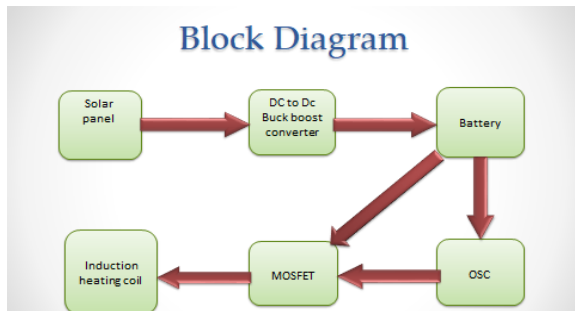 Block Diagram
Solar
panel
DC to Dc
Buck boost
converter
Battery
Induction
heating coil
MOSFET
OSC